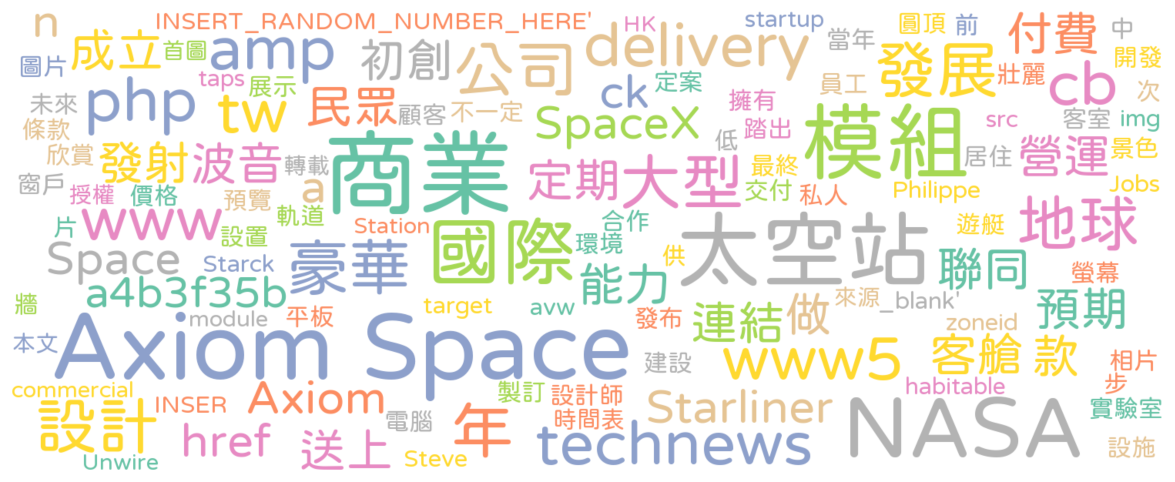 n INSERT_RANDOM_NUMBER_HERE' HK startup 圓頂 前 付費 中
成立 首圖 amp 初創 公司 delivery 當年 發展 開發
圖片 taps 展示 ck 定案 員工 壯麗 cb 次
未來 php tw 民眾 顧客 不一定 擁有 模組 src 客室 img
條款 SpaceX 低 踏出
欣賞 發射 波音 轉載 商業 定期 大型 最終 居住 營運 景色
窗戶 授權 價格 預覽 a 交付 私人 Philippe Jobs
片 www 設置 軌道 Station 國際 合作 太空站 遊艇 地球
Space Starck 豪華 環境 供 聯同 螢幕
牆 a4b3f35b target avw 能力 來源 _blank' 預期
本文 module 平板 發布 連結 做 zoneid
Axiom Space 建設 www5 客艙 款 相片
commercial 製訂 設計師 habitable 步
設計 INSER Axiom 電腦 年 時間表 Starliner NASA 實驗室
href 送上 technews 設施
Unwire Steve